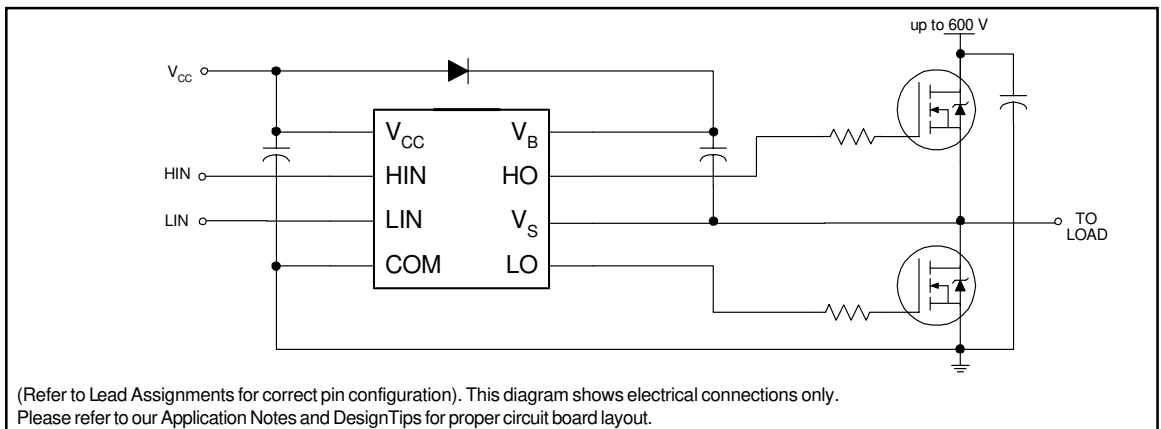 up to 600 V
VCC
VCC VB
HIN HIN HO
LIN LIN VS TO
LOAD
COM LO
(Refer to Lead Assignments for correct pin configuration). This diagram shows electrical connections only.
Please refer to our Application Notes and DesignTips for proper circuit board layout.